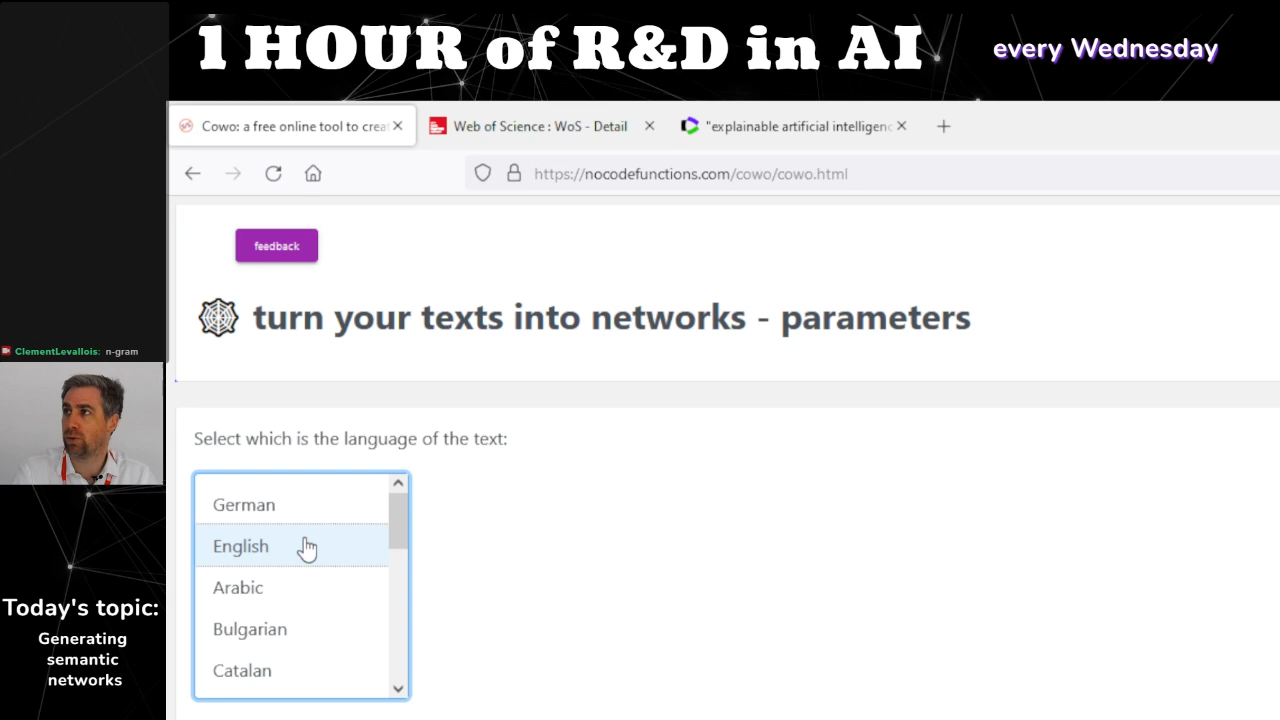 1 HOUR of R&D in AI
every Wednesday
Cowo: a free online tool to creat
Web of Science : WoS - Detail
"explainable artificial intelligenc
https://nocodefunctions.com/cowo/cowo.html
feedback
turn your texts into networks - parameters
ClementLevallois: n-gram
Select which is the language of the text:
German
English
Arabic
Bulgarian
Catalan
Today's topic:
Generating
semantic
networks